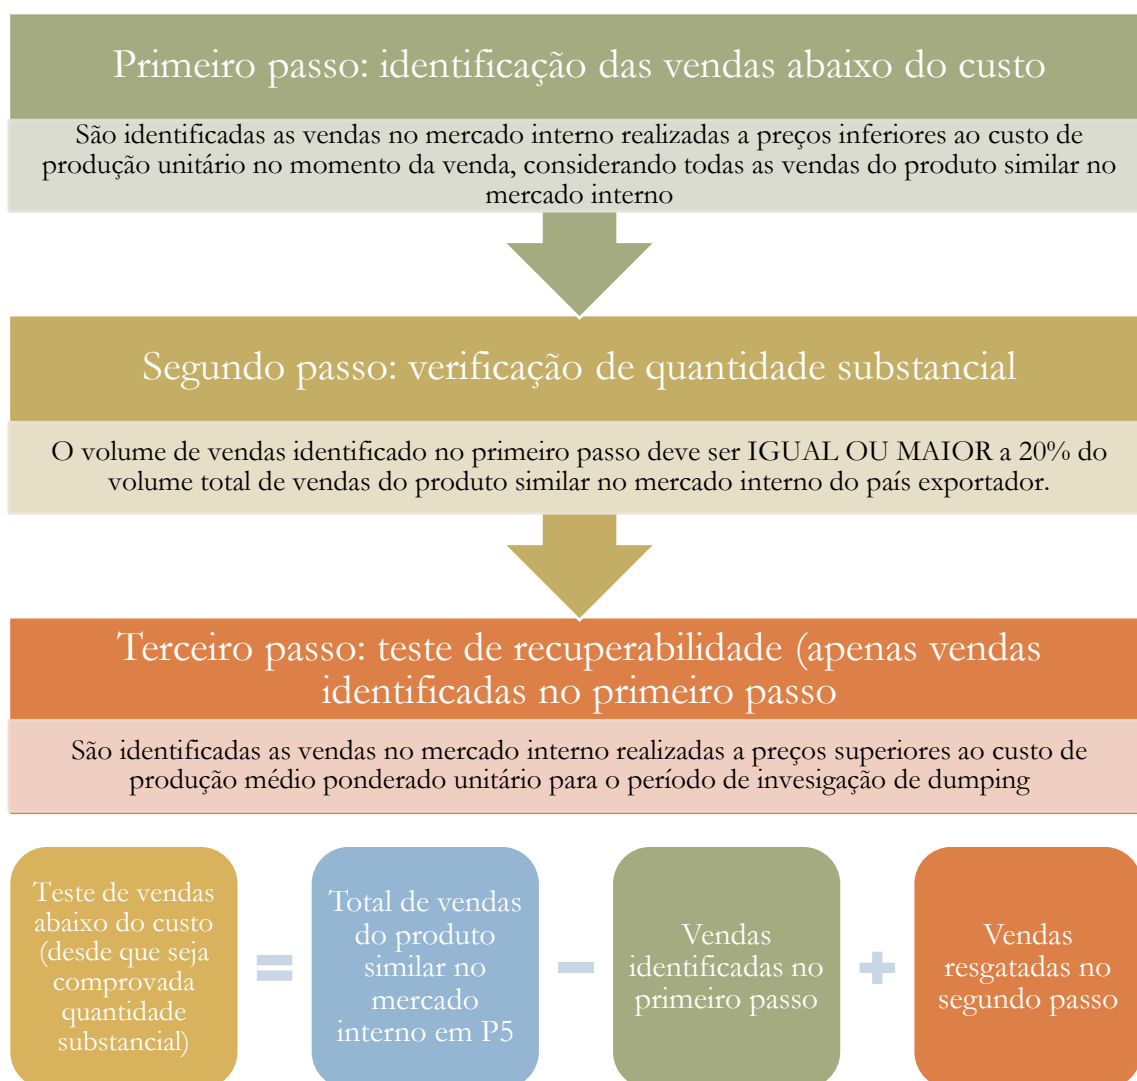 Primeiro passo: identificação das vendas abaixo do custo
São identificadas as vendas no mercado interno realizadas a preços inferiores ao custo de
produção unitário no momento da venda, considerando todas as vendas do produto similar no
mercado interno
Segundo passo: verificação de quantidade substancial
O volume de vendas identificado no primeiro passo deve ser IGUAL OU MAIOR a 20% do
volume total de vendas do produto similar no mercado interno do país exportador.
Terceiro passo: teste de recuperabilidade (apenas vendas
identificadas no primeiro passo
São identificadas as vendas no mercado interno realizadas a preços superiores ao custo de
produção médio ponderado unitário para o período de invesigação de dumping
Teste de vendas
abaixo do custo
(desde que seja
comprovada
quantidade
substancial)
=
Total de vendas
do produto
similar no
mercado
interno em P5
−
Vendas
identificadas no
primeiro passo
+
Vendas
resgatadas no
segundo passo